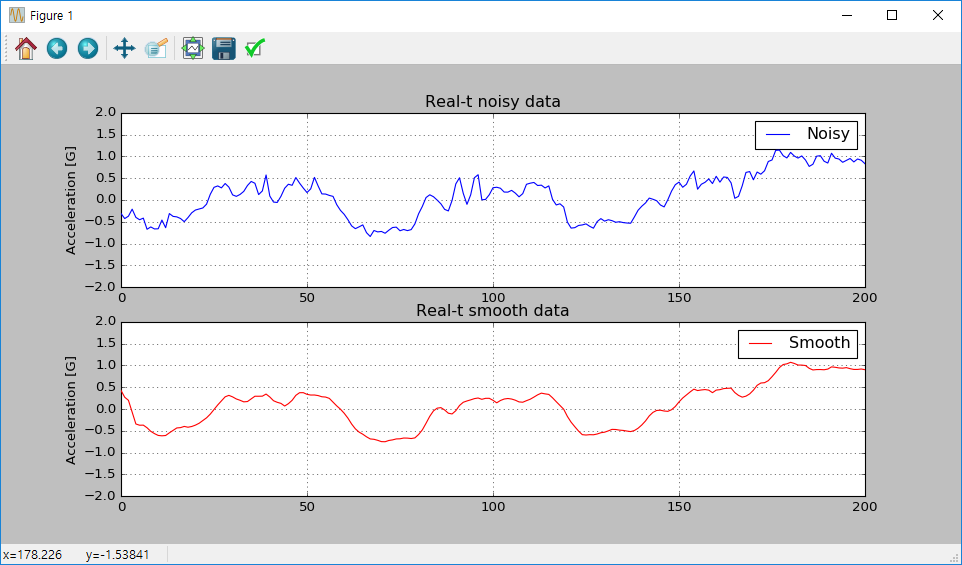 Figure 1
Real-t noisy data
Noisy
Acceleration [G]
2.0
1.5
1.0
0.5
0.0
−0.5
−1.0
−1.5
−2.0
0 50 100 150 200
Real-t smooth data
Smooth
Acceleration [G]
2.0
1.5
1.0
0.5
0.0
−0.5
−1.0
−1.5
−2.0
0 50 100 150 200
x=178.226 y=-1.53841